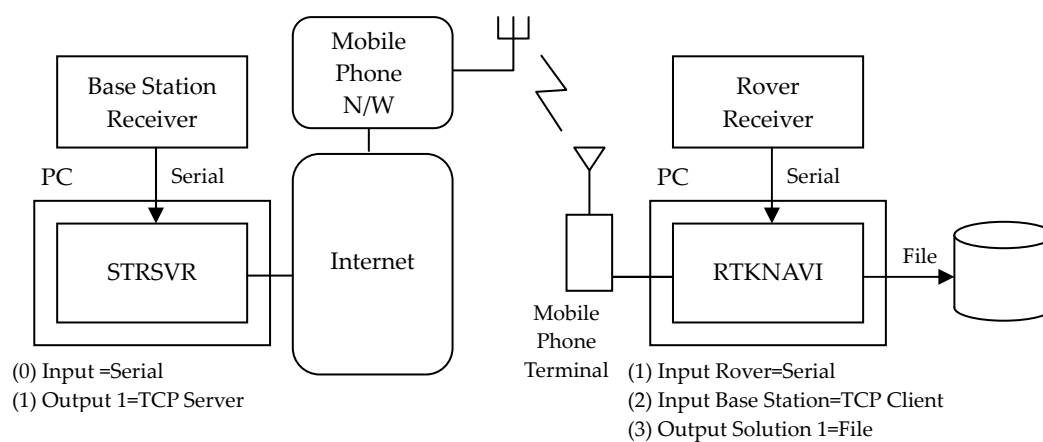 Base Station
Receiver
Mobile
Phone
N/W
Rover
Receiver
PC
Serial
STRSVR
Internet
Mobile
Phone
Terminal
PC
Serial
RTKNAVI
File
(0) Input =Serial
(1) Output 1=TCP Server
(1) Input Rover=Serial
(2) Input Base Station=TCP Client
(3) Output Solution 1=File